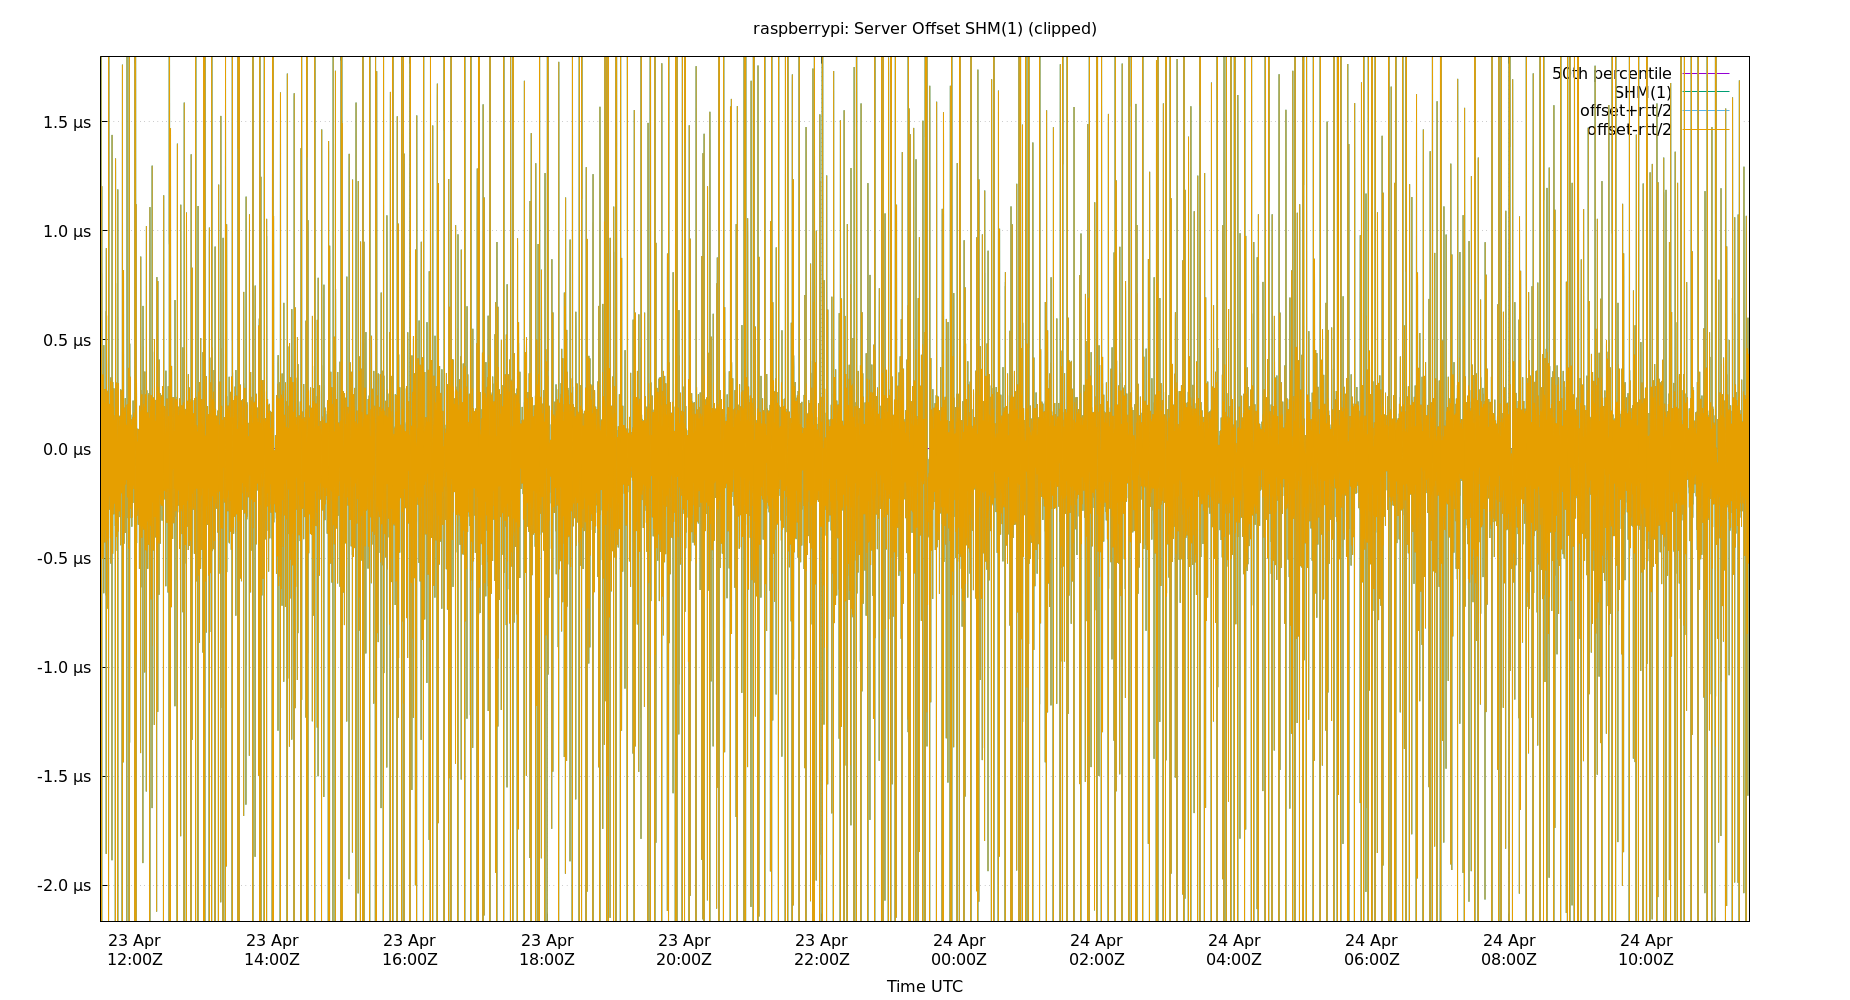 raspberrypi: Server Offset SHM(1) (clipped)
50th percentile
SHM(1)
offset+rtt/2
offset-rtt/2
1.5 µs
1.0 µs
0.5 µs
0.0 µs
-0.5 µs
-1.0 µs
-1.5 µs
-2.0 µs
23 Apr 23 Apr 23 Apr 23 Apr 23 Apr 23 Apr 24 Apr 24 Apr 24 Apr 24 Apr 24 Apr 24 Apr
12:00Z 14:00Z 16:00Z 18:00Z 20:00Z 22:00Z 00:00Z 02:00Z 04:00Z 06:00Z 08:00Z 10:00Z
Time UTC